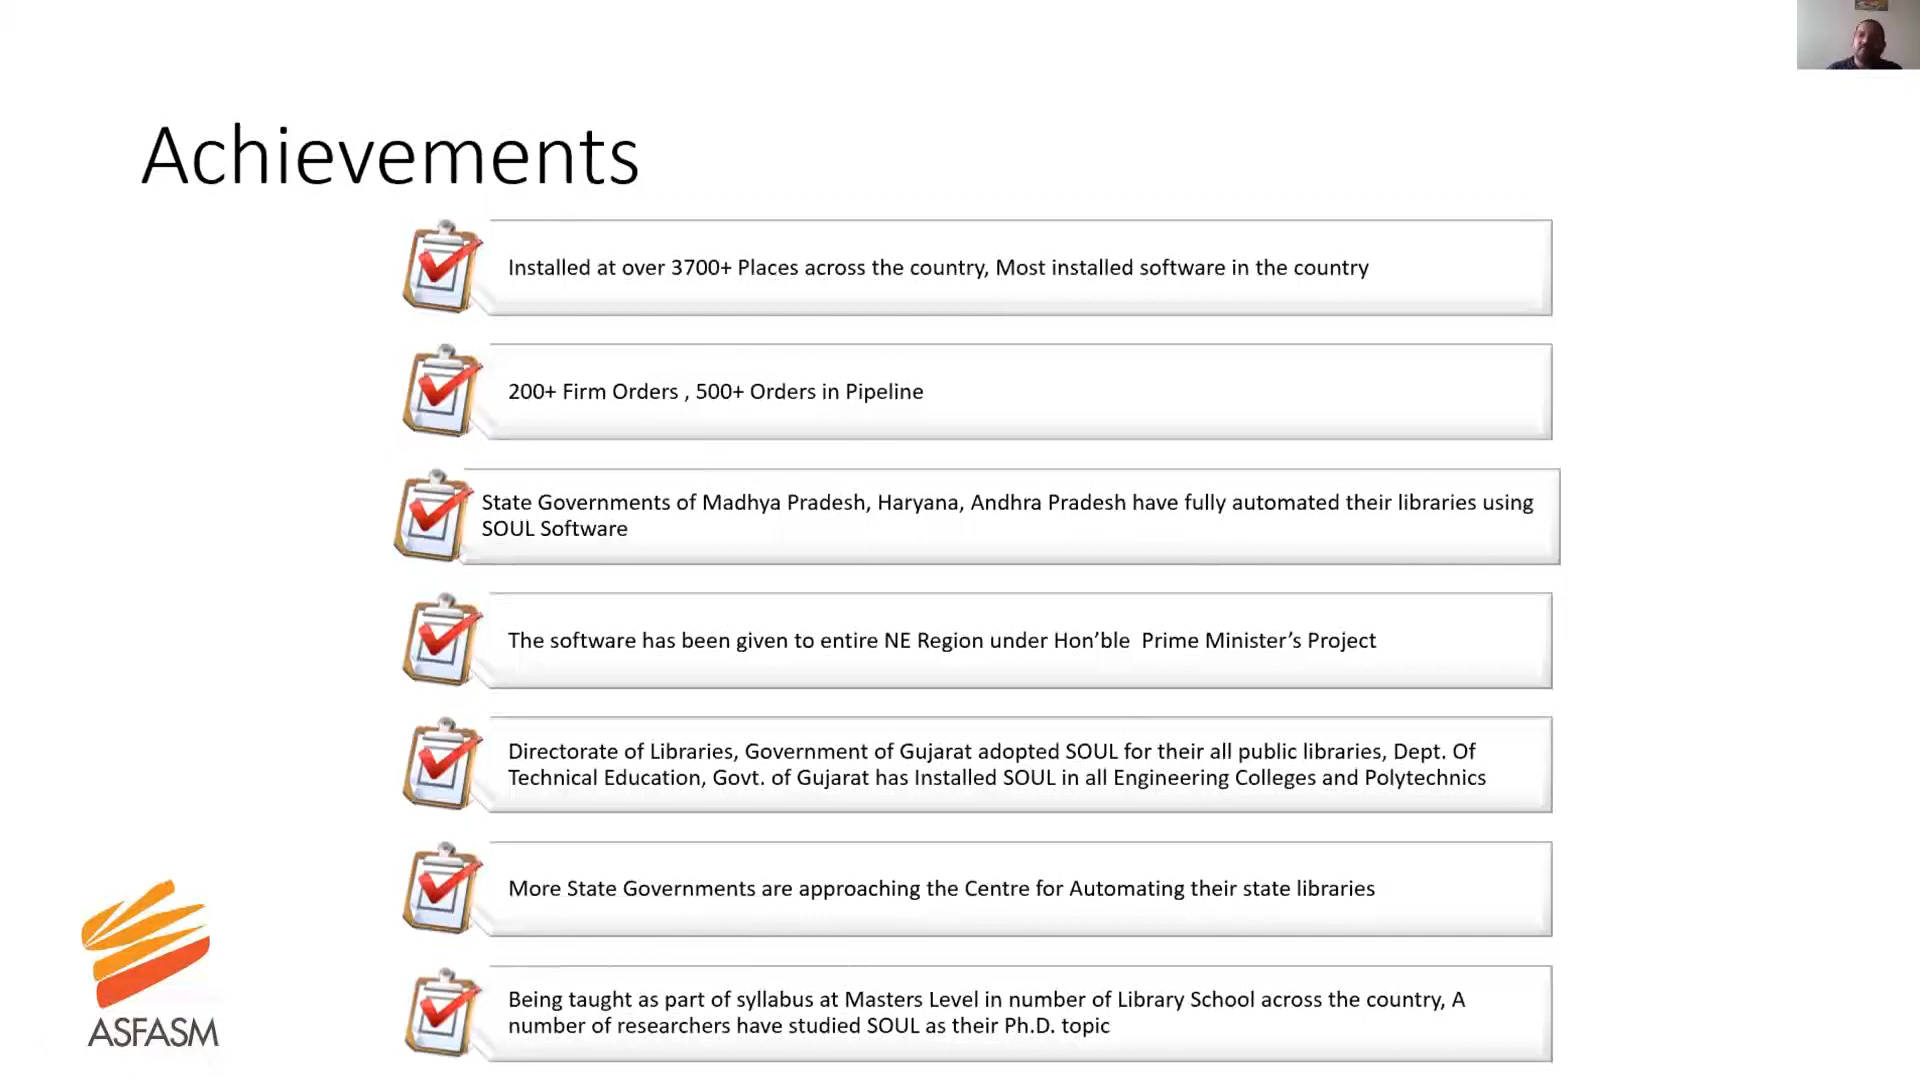 Achievements
Installed at over 3700+ Places across the country, Most installed software in the country
200+ Firm Orders , 500+ Orders in Pipeline
State Governments of Madhya Pradesh, Haryana, Andhra Pradesh have fully automated their libraries using
SOUL Software
The software has been given to entire NE Region under Hon’ble  Prime Minister’s Project
Directorate of Libraries, Government of Gujarat adopted SOUL for their all public libraries, Dept. Of
Technical Education, Govt. of Gujarat has Installed SOUL in all Engineering Colleges and Polytechnics
More State Governments are approaching the Centre for Automating their state libraries
Being taught as part of syllabus at Masters Level in number of Library School across the country, A
number of researchers have studied SOUL as their Ph.D. topic
ASFASM